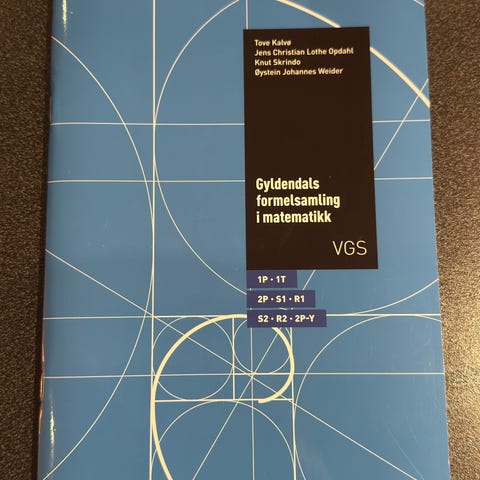 Tove Kalvø
Jens Christian Lothe Opdahl
Knut Skrindo
Øystein Johannes Weider
Gyldendals
formelsamling
i matematikk
VGS
1P • 1T
2P • S1 • R1
S2 • R2 • 2P-Y